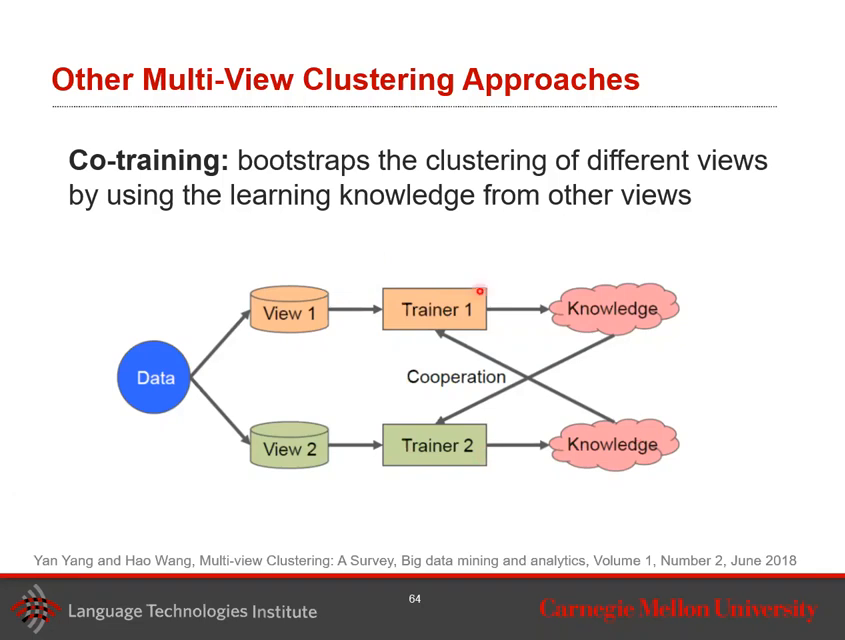 Other Multi-View Clustering Approaches
Co-training: bootstraps the clustering of different views
by using the learning knowledge from other views
View 1
Trainer 1
Knowledge
Data
Cooperation
View 2
Trainer 2
Knowledge
Yan Yang and Hao Wang, Multi-view Clustering: A Survey, Big data mining and analytics, Volume 1, Number 2, June 2018
Language Technologies Institute
64
Carnegie Mellon University